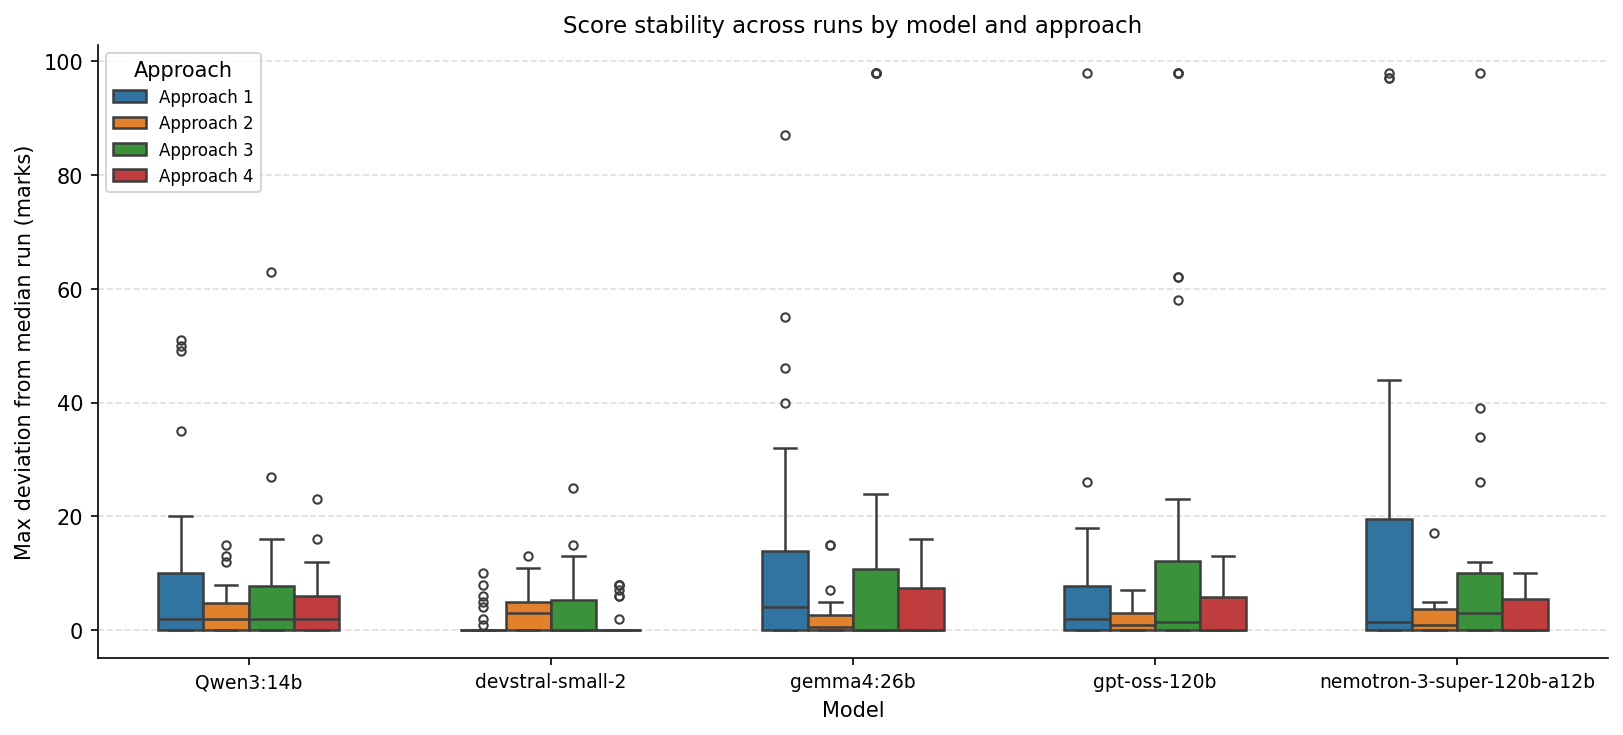 Score stability across runs by model and approach
Max deviation from median run (marks)
100
80
60
40
20
0
Approach
Approach 1
Approach 2
Approach 3
Approach 4
Qwen3:14b
devstral-small-2
gemma4:26b
gpt-oss-120b
nemotron-3-super-120b-a12b
Model